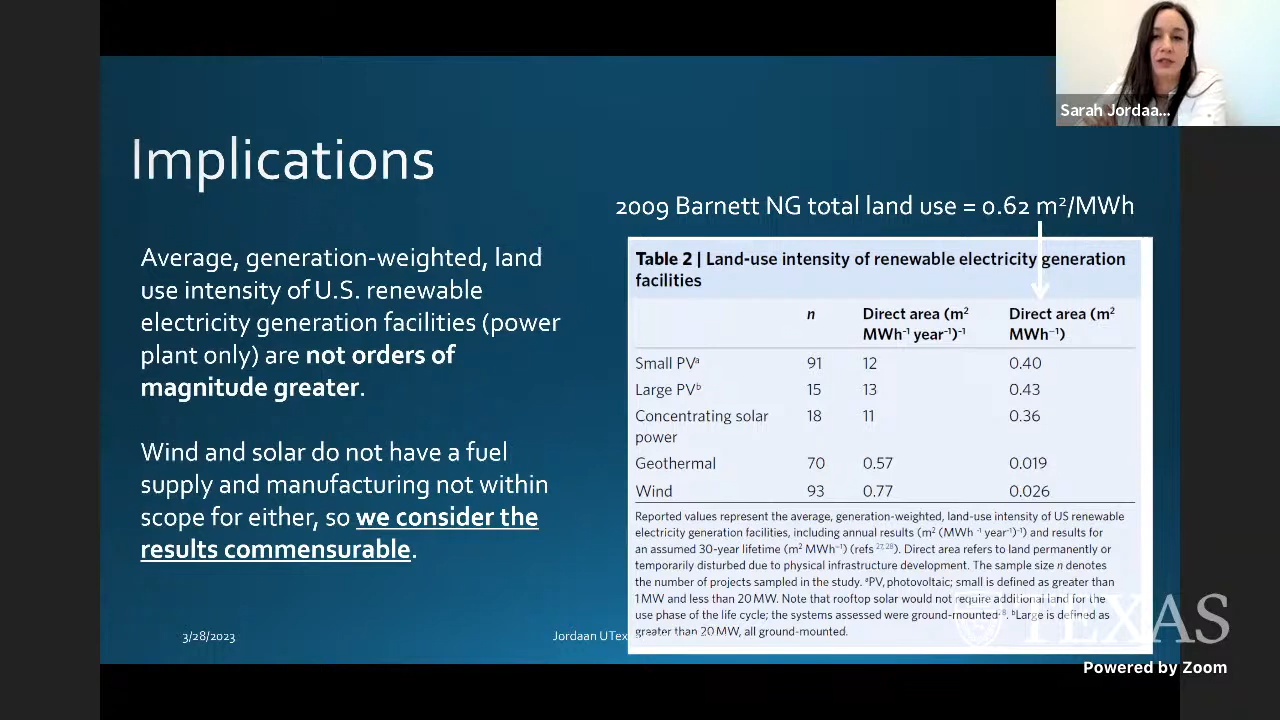 Sarah Jordaa...
Implications
2009 Barnett NG total land use = 0.62 m²/MWh
Average, generation-weighted, land
use intensity of U.S. renewable
electricity generation facilities (power
plant only) are not orders of
magnitude greater.
Wind and solar do not have a fuel
supply and manufacturing not within
scope for either, so we consider the
results commensurable.
Table 2 | Land-use intensity of renewable electricity generation
facilities
n Direct area (m² Direct area (m²
MWh⁻¹ year⁻¹)⁻¹ MWh⁻¹)
Small PVᵃ 91 12 0.40
Large PVᵇ 15 13 0.43
Concentrating solar 18 11 0.36
power
Geothermal 70 0.57 0.019
Wind 93 0.77 0.026
Reported values represent the average, generation-weighted, land-use intensity of US renewable
electricity generation facilities, including annual results (m² (MWh⁻¹ year⁻¹)⁻¹) and results for
an assumed 30-year lifetime (m² MWh⁻¹) (refs ²⁷,²⁸). Direct area refers to land permanently or
temporarily disturbed due to physical infrastructure development. The sample size n denotes
the number of projects sampled in the study. ᵃPV, photovoltaic; small is defined as greater than
1 MW and less than 20 MW. Note that rooftop solar would not require additional land for the
use phase of the life cycle; the systems assessed were ground-mounted. ᵇLarge is defined as
greater than 20 MW, all ground-mounted.
3/28/2023
Jordaan UTex
TEXAS
Powered by Zoom